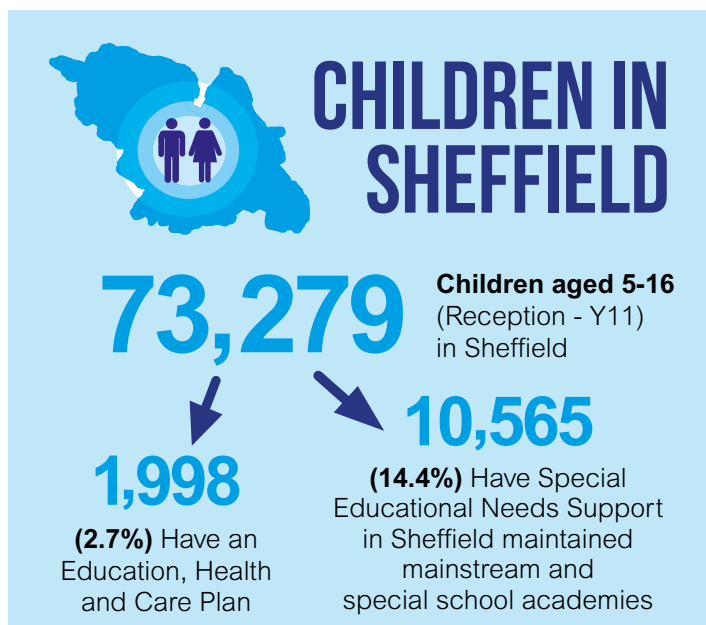 CHILDREN IN
SHEFFIELD
73,279
Children aged 5-16
(Reception - Y11)
in Sheffield
1,998
(2.7%) Have an
Education, Health
and Care Plan
10,565
(14.4%) Have Special
Educational Needs Support
in Sheffield maintained
mainstream and
special school academies